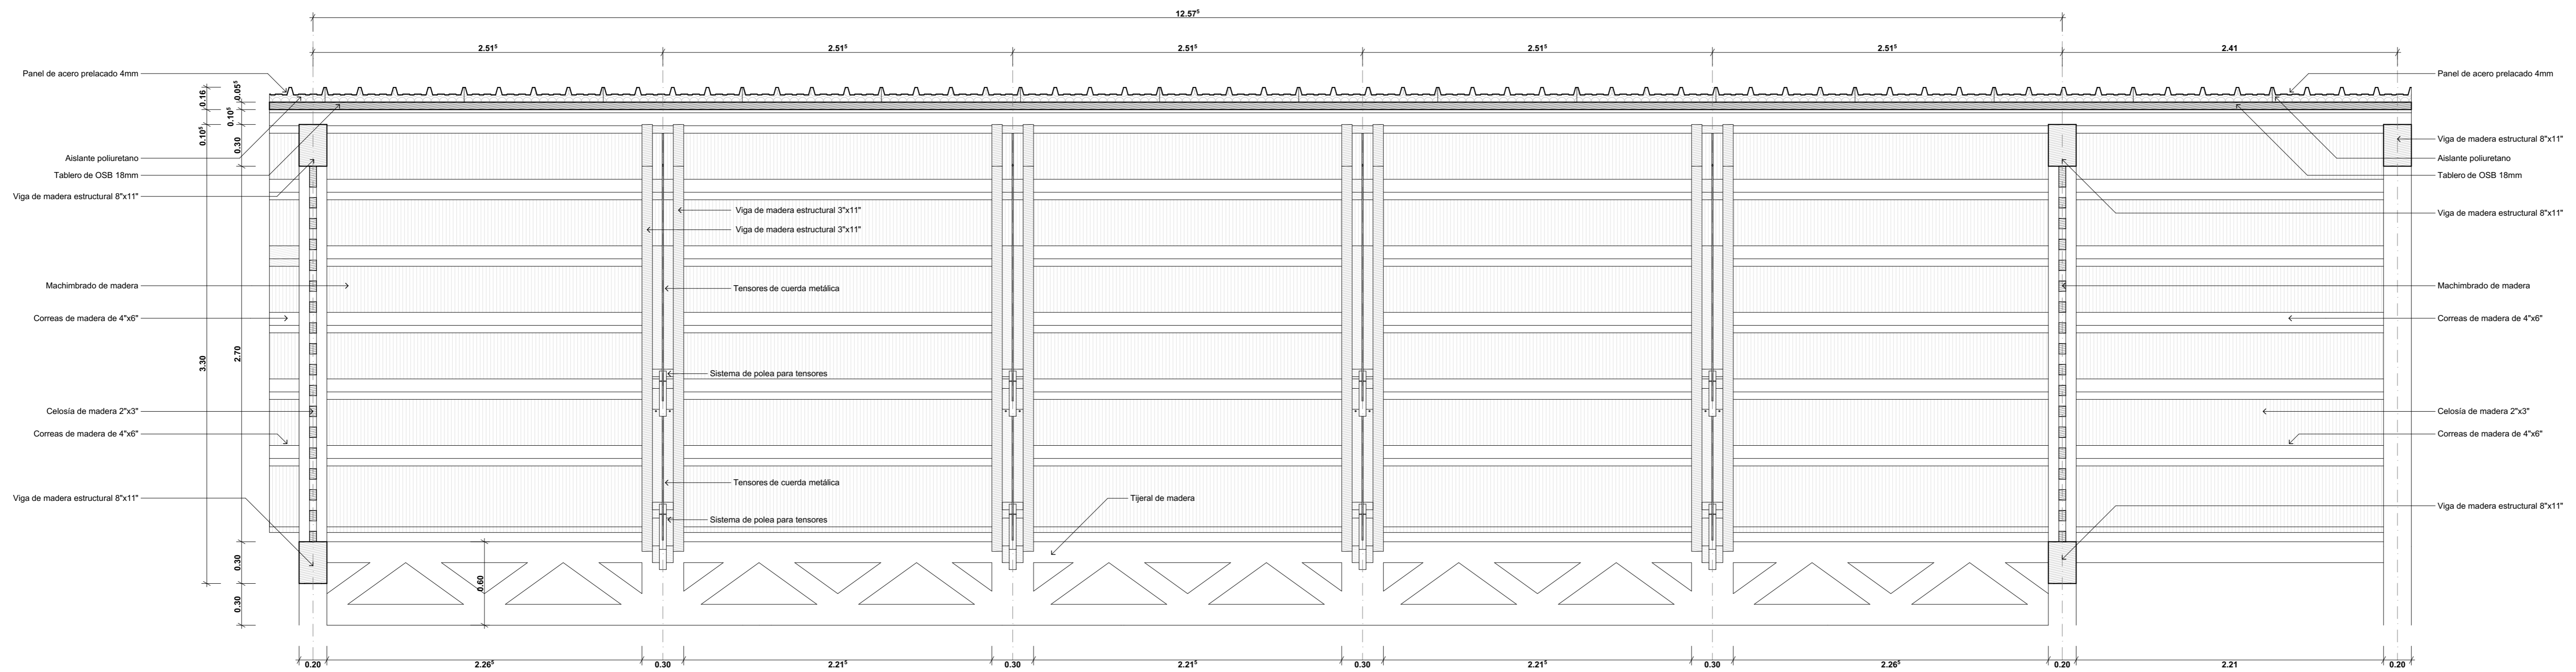 12.57⁵
2.51⁵
2.51⁵
2.51⁵
2.51⁵
2.51⁵
2.41
Panel de acero prelacado 4mm
Panel de acero prelacado 4mm
0.16
0.05⁵
0.10⁵
0.10⁵
0.30
Aislante poliuretano
Tablero de OSB 18mm
Viga de madera estructural 8"x11"
Viga de madera estructural 8"x11"
Aislante poliuretano
Tablero de OSB 18mm
Viga de madera estructural 3"x11"
Viga de madera estructural 3"x11"
Viga de madera estructural 8"x11"
Machimbrado de madera
Tensores de cuerda metálica
Machimbrado de madera
Correas de madera de 4"x6"
Correas de madera de 4"x6"
3.30
2.70
Sistema de polea para tensores
Celosía de madera 2"x3"
Celosía de madera 2"x3"
Correas de madera de 4"x6"
Correas de madera de 4"x6"
Tensores de cuerda metálica
Viga de madera estructural 8"x11"
Tijeral de madera
Viga de madera estructural 8"x11"
Sistema de polea para tensores
0.30
0.60
0.30
0.20
2.26⁵
0.30
2.21⁵
0.30
2.21⁵
0.30
2.21⁵
0.30
2.26⁵
0.20
2.21
0.20